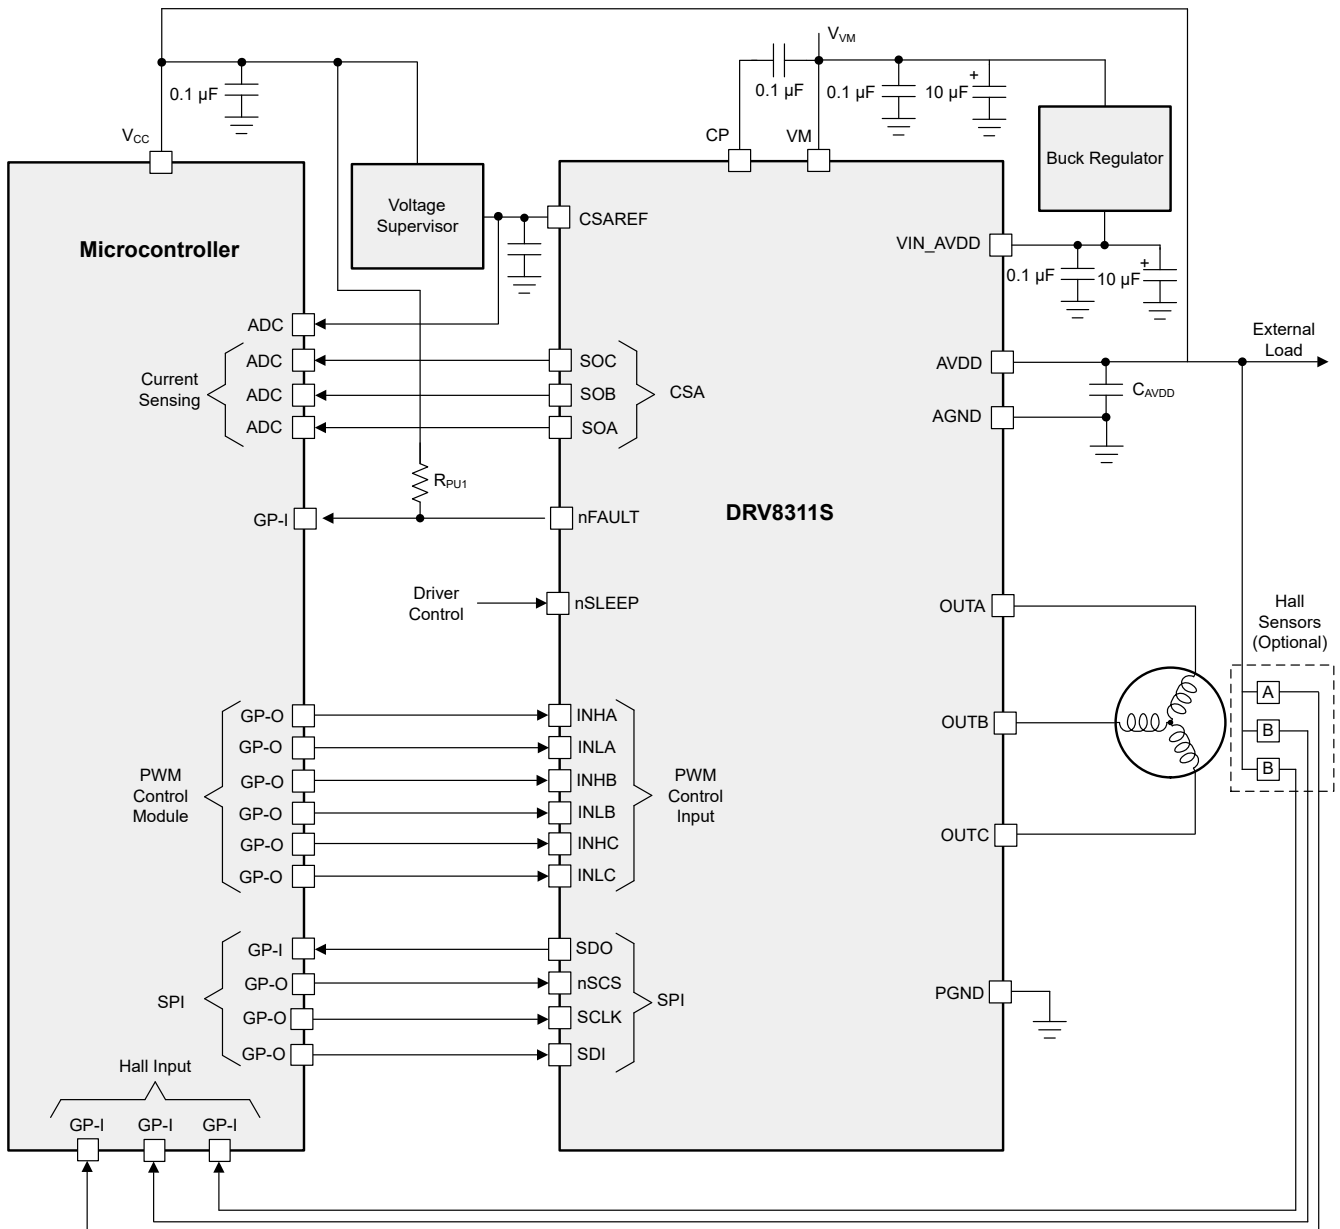 V_VM
0.1 µF
0.1 µF
0.1 µF
10 µF
+
V_CC
CP
VM
Buck Regulator
Microcontroller
Voltage
Supervisor
CSAREF
VIN_AVDD
0.1 µF
10 µF
+
ADC
ADC
ADC
ADC
Current
Sensing
SOC
SOB
SOA
CSA
AVDD
AGND
C_AVDD
External
Load
R_PU1
GP-I
nFAULT
DRV8311S
Driver
Control
nSLEEP
OUTA
OUTB
OUTC
Hall
Sensors
(Optional)
A
B
B
GP-O
GP-O
GP-O
GP-O
GP-O
GP-O
PWM
Control
Module
INHA
INLA
INHB
INLB
INHC
INLC
PWM
Control
Input
GP-I
GP-O
GP-O
GP-O
SPI
SDO
nSCS
SCLK
SDI
SPI
PGND
Hall Input
GP-I
GP-I
GP-I